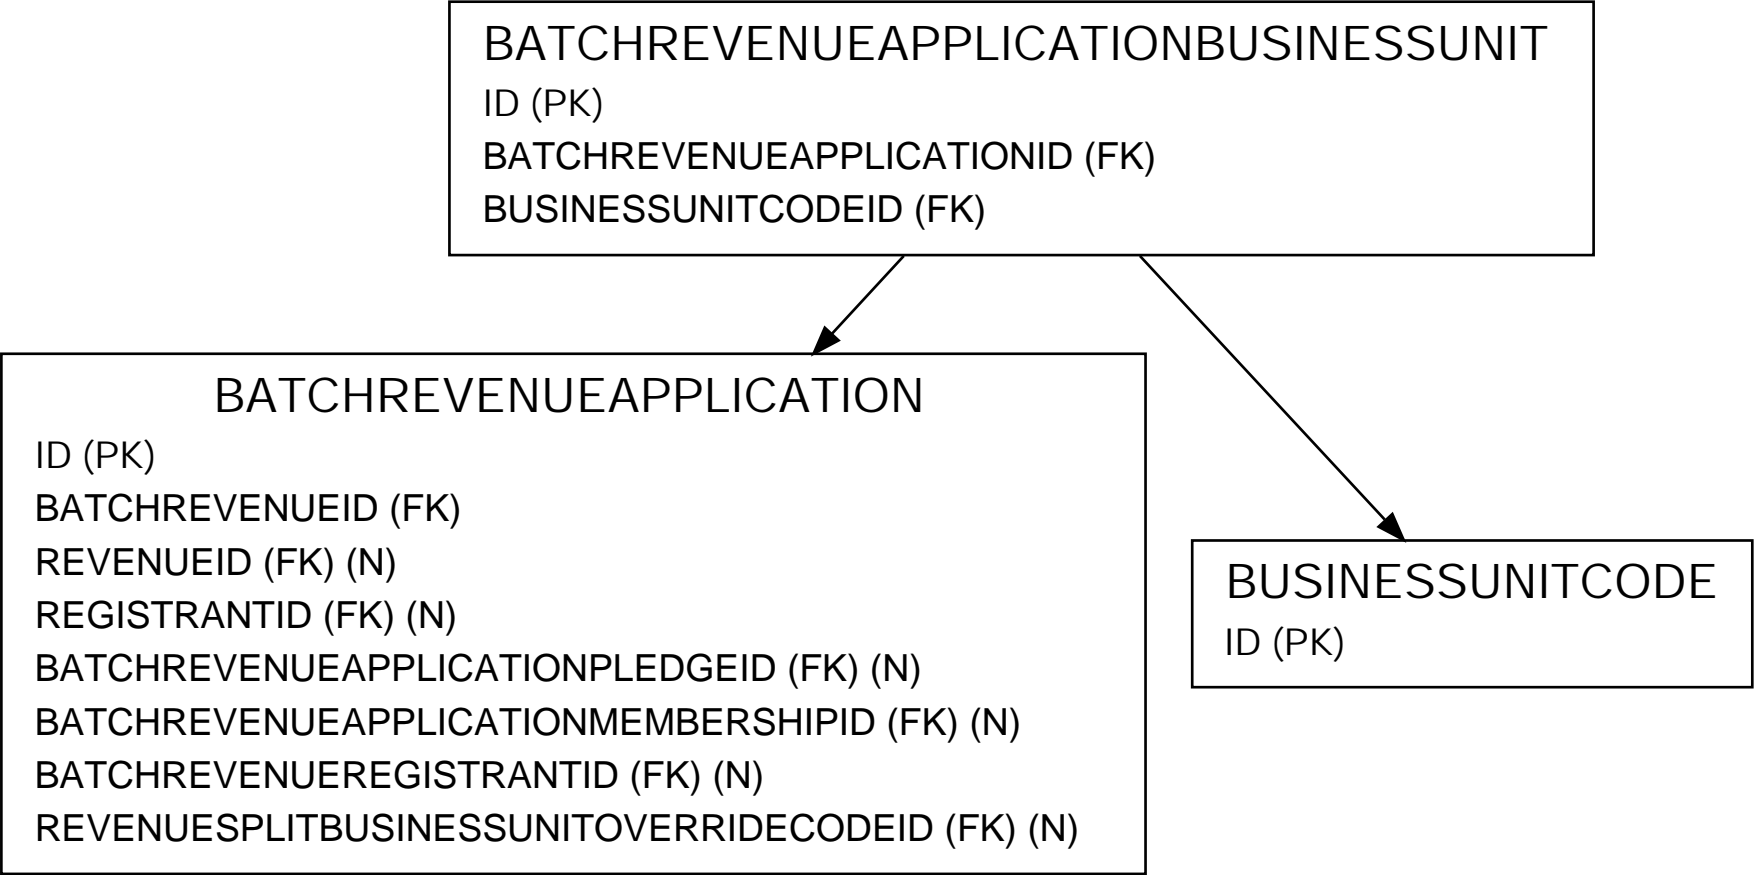 BATCHREVENUEAPPLICATIONBUSINESSUNIT
ID (PK)
BATCHREVENUEAPPLICATIONID (FK)
BUSINESSUNITCODEID (FK)
BATCHREVENUEAPPLICATION
ID (PK)
BATCHREVENUEID (FK)
REVENUEID (FK) (N)
REGISTRANTID (FK) (N)
BATCHREVENUEAPPLICATIONPLEDGEID (FK) (N)
BATCHREVENUEAPPLICATIONMEMBERSHIPID (FK) (N)
BATCHREVENUEREGISTRANTID (FK) (N)
REVENUESPLITBUSINESSUNITOVERRIDECODEID (FK) (N)
BUSINESSUNITCODE
ID (PK)